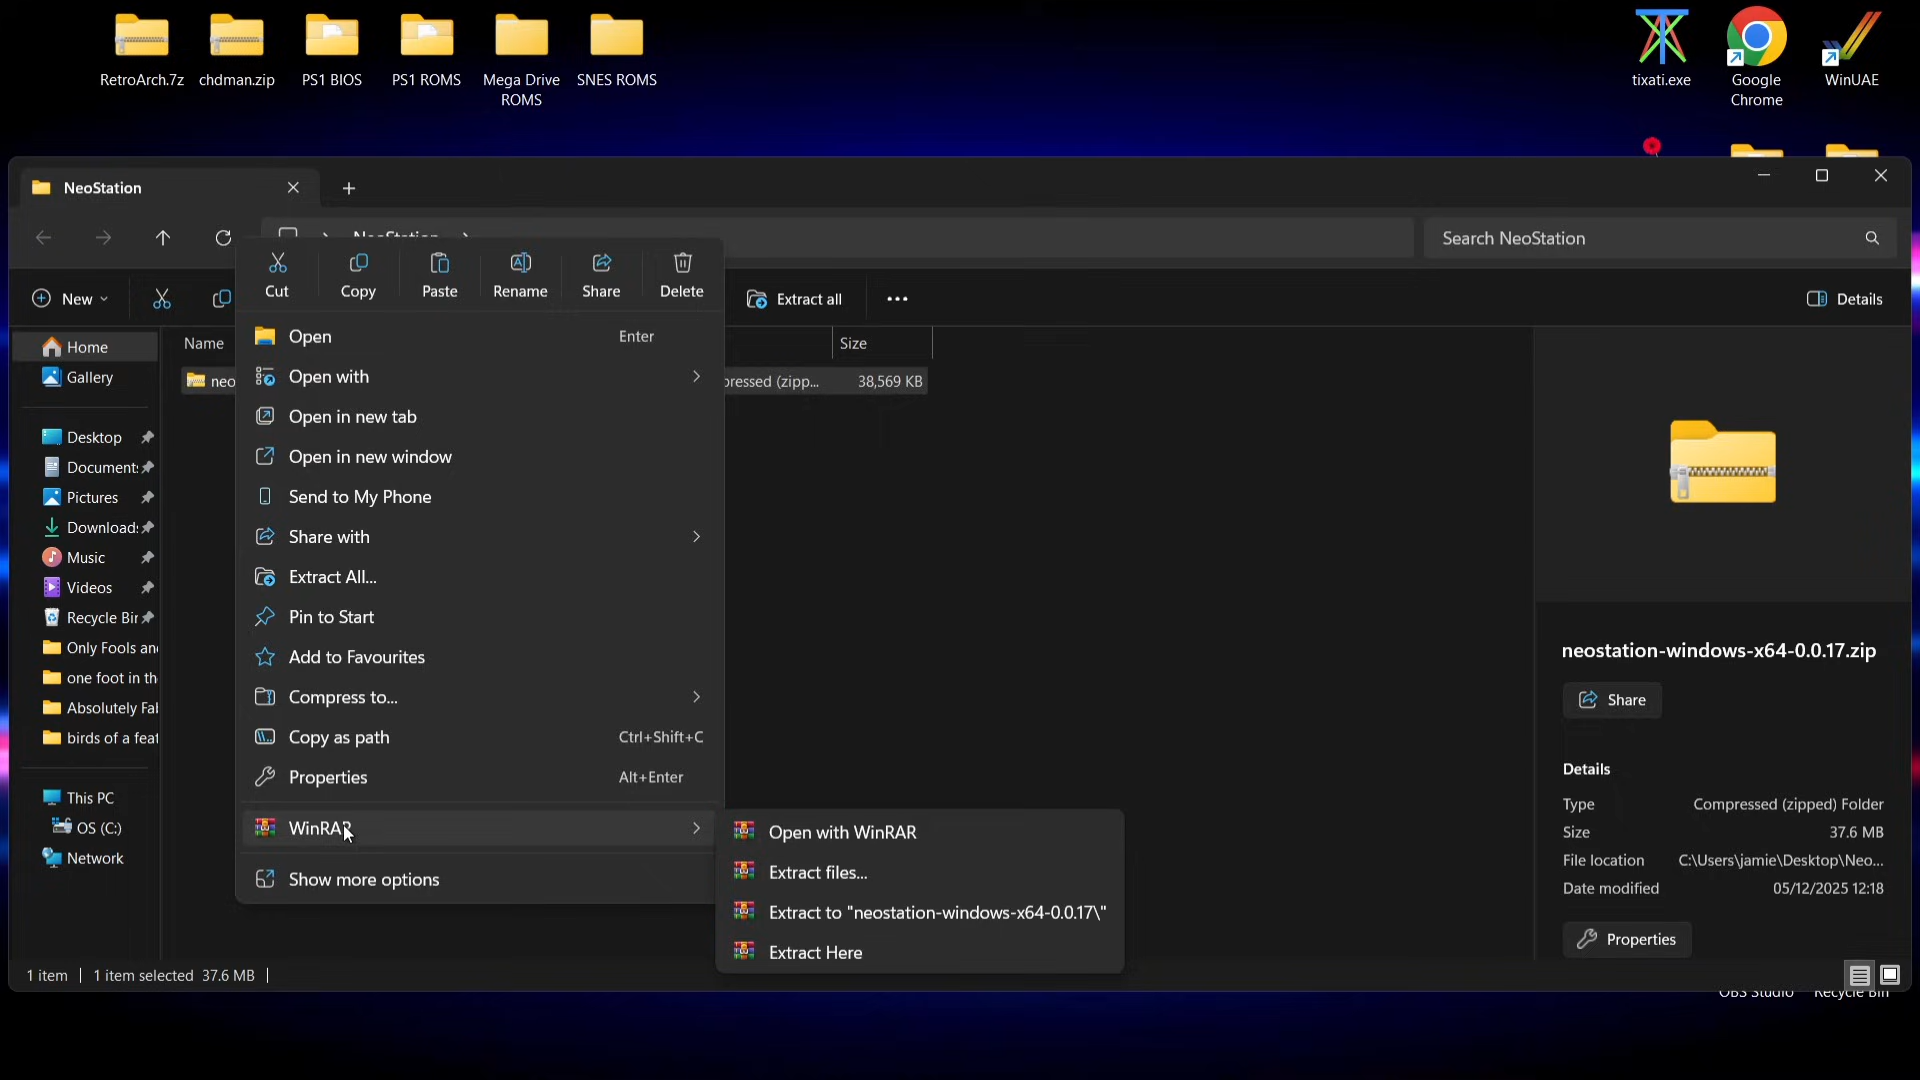 RetroArch.7z
chdman.zip
PS1 BIOS
PS1 ROMS
Mega Drive
ROMS
SNES ROMS
tixati.exe
Google
Chrome
WinUAE
NeoStation
NeoStation
Search NeoStation
New
Cut
Copy
Paste
Rename
Share
Delete
Extract all
Details
Name
Size
neo
pressed (zipp...
38,569 KB
Open
Enter
Open with
Open in new tab
Open in new window
Send to My Phone
Share with
Extract All...
Pin to Start
Add to Favourites
Compress to...
Copy as path
Ctrl+Shift+C
Properties
Alt+Enter
WinRAR
Show more options
Open with WinRAR
Extract files...
Extract to "neostation-windows-x64-0.0.17\"
Extract Here
Home
Gallery
Desktop
Documents
Pictures
Downloads
Music
Videos
Recycle Bin
Only Fools and
one foot in th
Absolutely Fab
birds of a feat
This PC
OS (C:)
Network
neostation-windows-x64-0.0.17.zip
Share
Details
Type
Compressed (zipped) Folder
Size
37.6 MB
File location
C:\Users\jamie\Desktop\Neo...
Date modified
05/12/2025 12:18
Properties
1 item
1 item selected
37.6 MB
OBS Studio
Recycle Bin